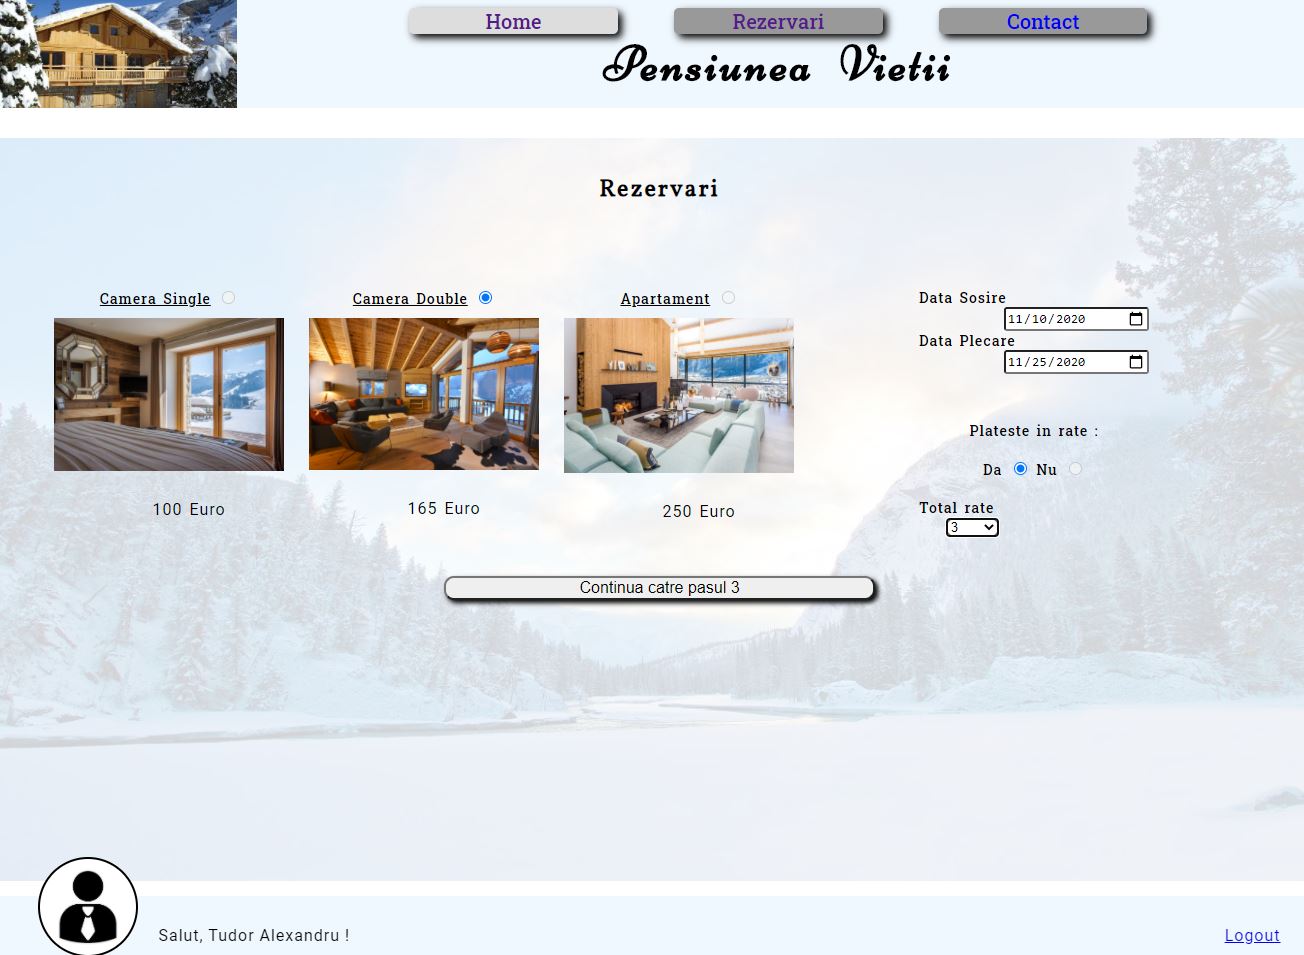 Home Rezervari Contact
Pensiunea Vietii
Rezervari
Camera Single Camera Double Apartament
100 Euro 165 Euro 250 Euro
Data Sosire
11/10/2020
Data Plecare
11/25/2020
Plateste in rate :
Da Nu
Total rate
3
Continua catre pasul 3
Salut, Tudor Alexandru !
Logout